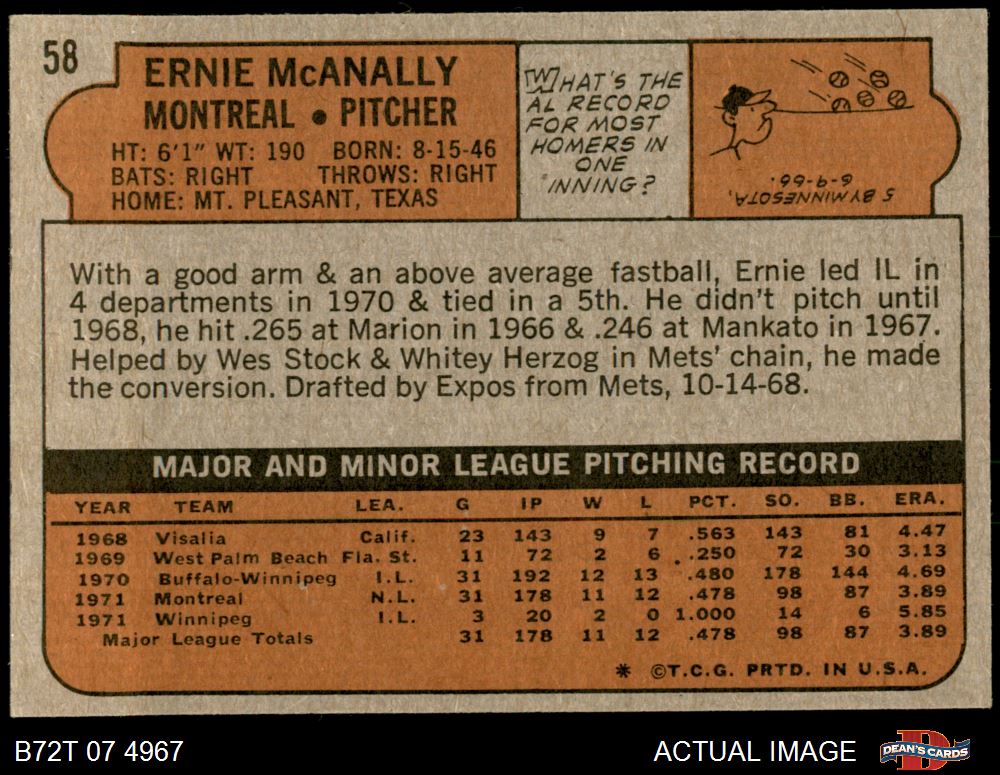 58
ERNIE McANALLY
MONTREAL • PITCHER
HT: 6'1" WT: 190 BORN: 8-15-46
BATS: RIGHT THROWS: RIGHT
HOME: MT. PLEASANT, TEXAS
WHAT'S THE
AL RECORD
FOR MOST
HOMERS IN
ONE
INNING?
5 BY MINNESOTA,
6-9-66.
With a good arm & an above average fastball, Ernie led IL in
4 departments in 1970 & tied in a 5th. He didn't pitch until
1968, he hit .265 at Marion in 1966 & .246 at Mankato in 1967.
Helped by Wes Stock & Whitey Herzog in Mets' chain, he made
the conversion. Drafted by Expos from Mets, 10-14-68.
MAJOR AND MINOR LEAGUE PITCHING RECORD
YEAR TEAM LEA. G IP W L PCT. SO. BB. ERA.
1968 Visalia Calif. 23 143 9 7 .563 143 81 4.47
1969 West Palm Beach Fla. St. 11 72 2 6 .250 72 30 3.13
1970 Buffalo-Winnipeg I.L. 31 192 12 13 .480 178 144 4.69
1971 Montreal N.L. 31 178 11 12 .478 98 87 3.89
1971 Winnipeg I.L. 3 20 2 0 1.000 14 6 5.85
Major League Totals 31 178 11 12 .478 98 87 3.89
* ©T.C.G. PRTD. IN U.S.A.
B72T 07 4967 ACTUAL IMAGE DEAN'S CARDS